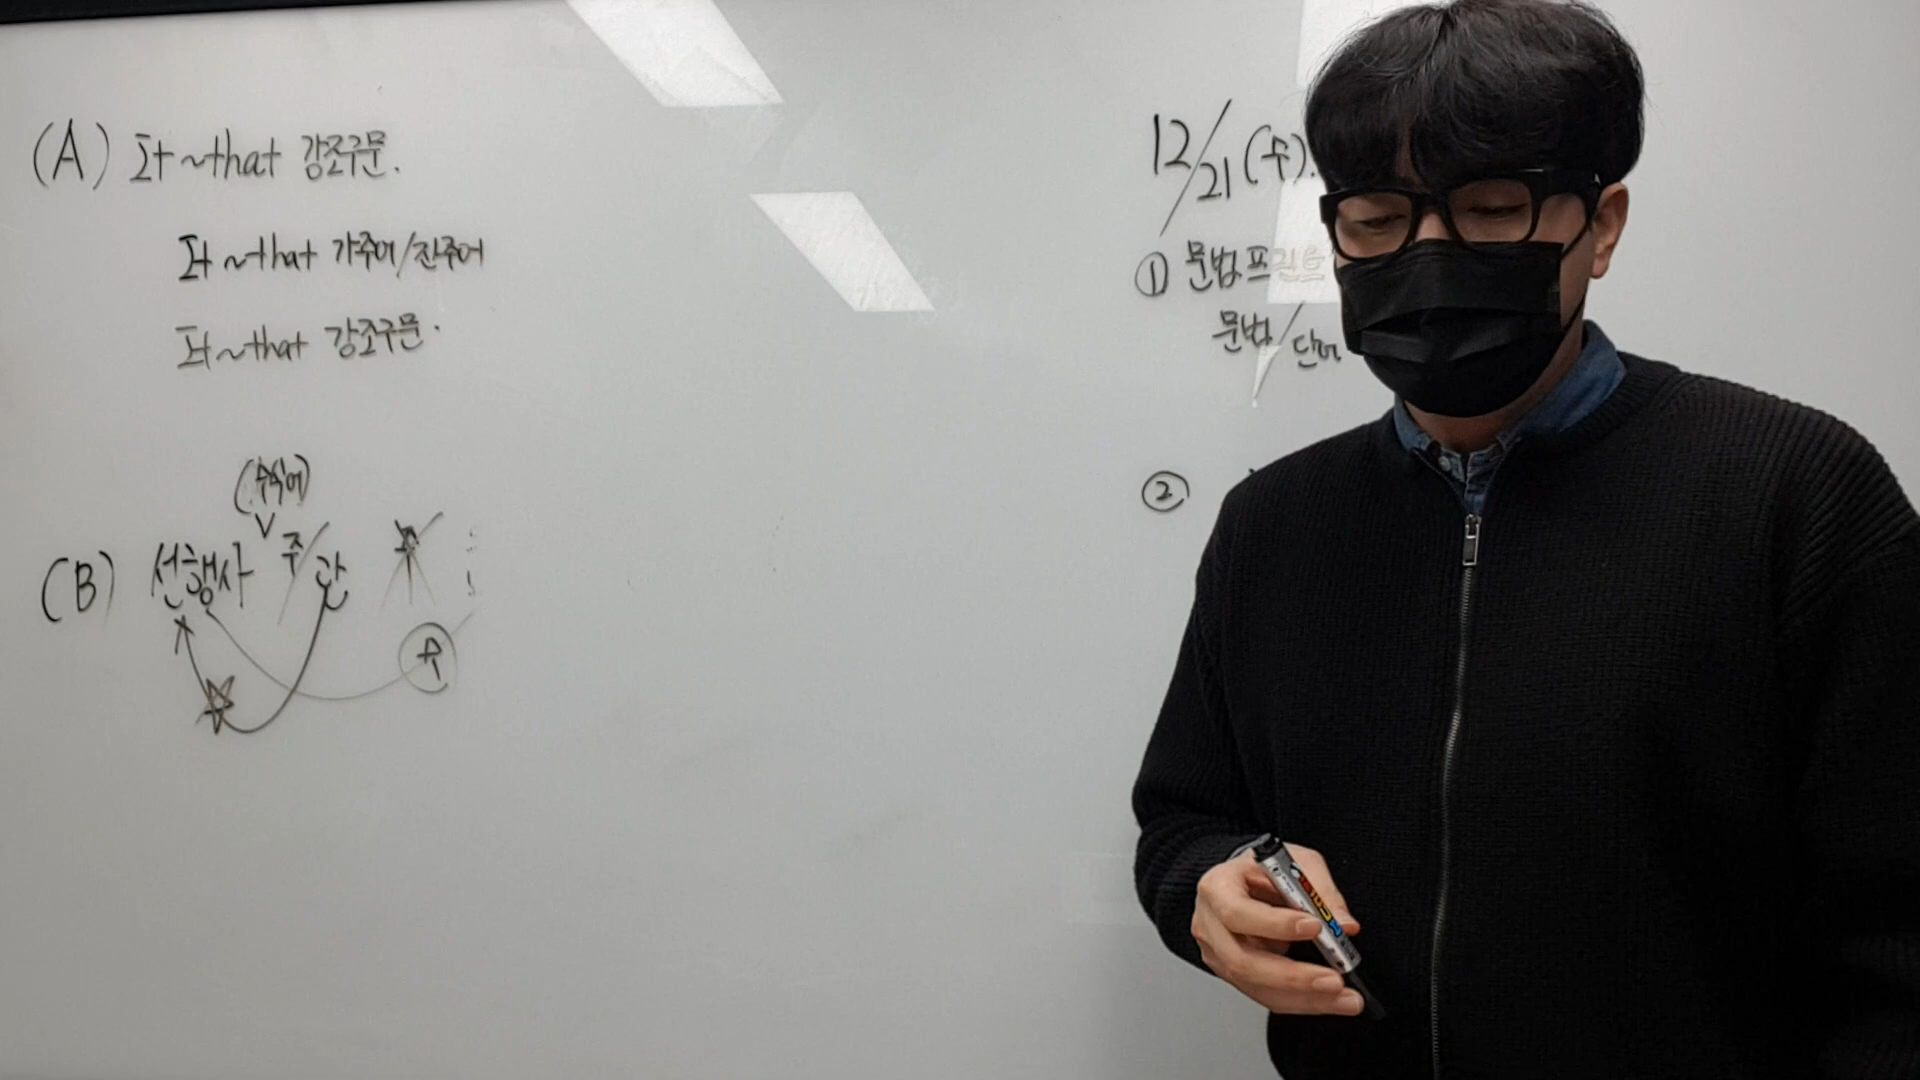 (A) It ~that 강조구문.
It ~that 가주어/진주어
It ~that 강조구문.
(수식어)
V
(B) 선행사 주/관
12/21 (수).
① 문법프린트
문법/단어
②